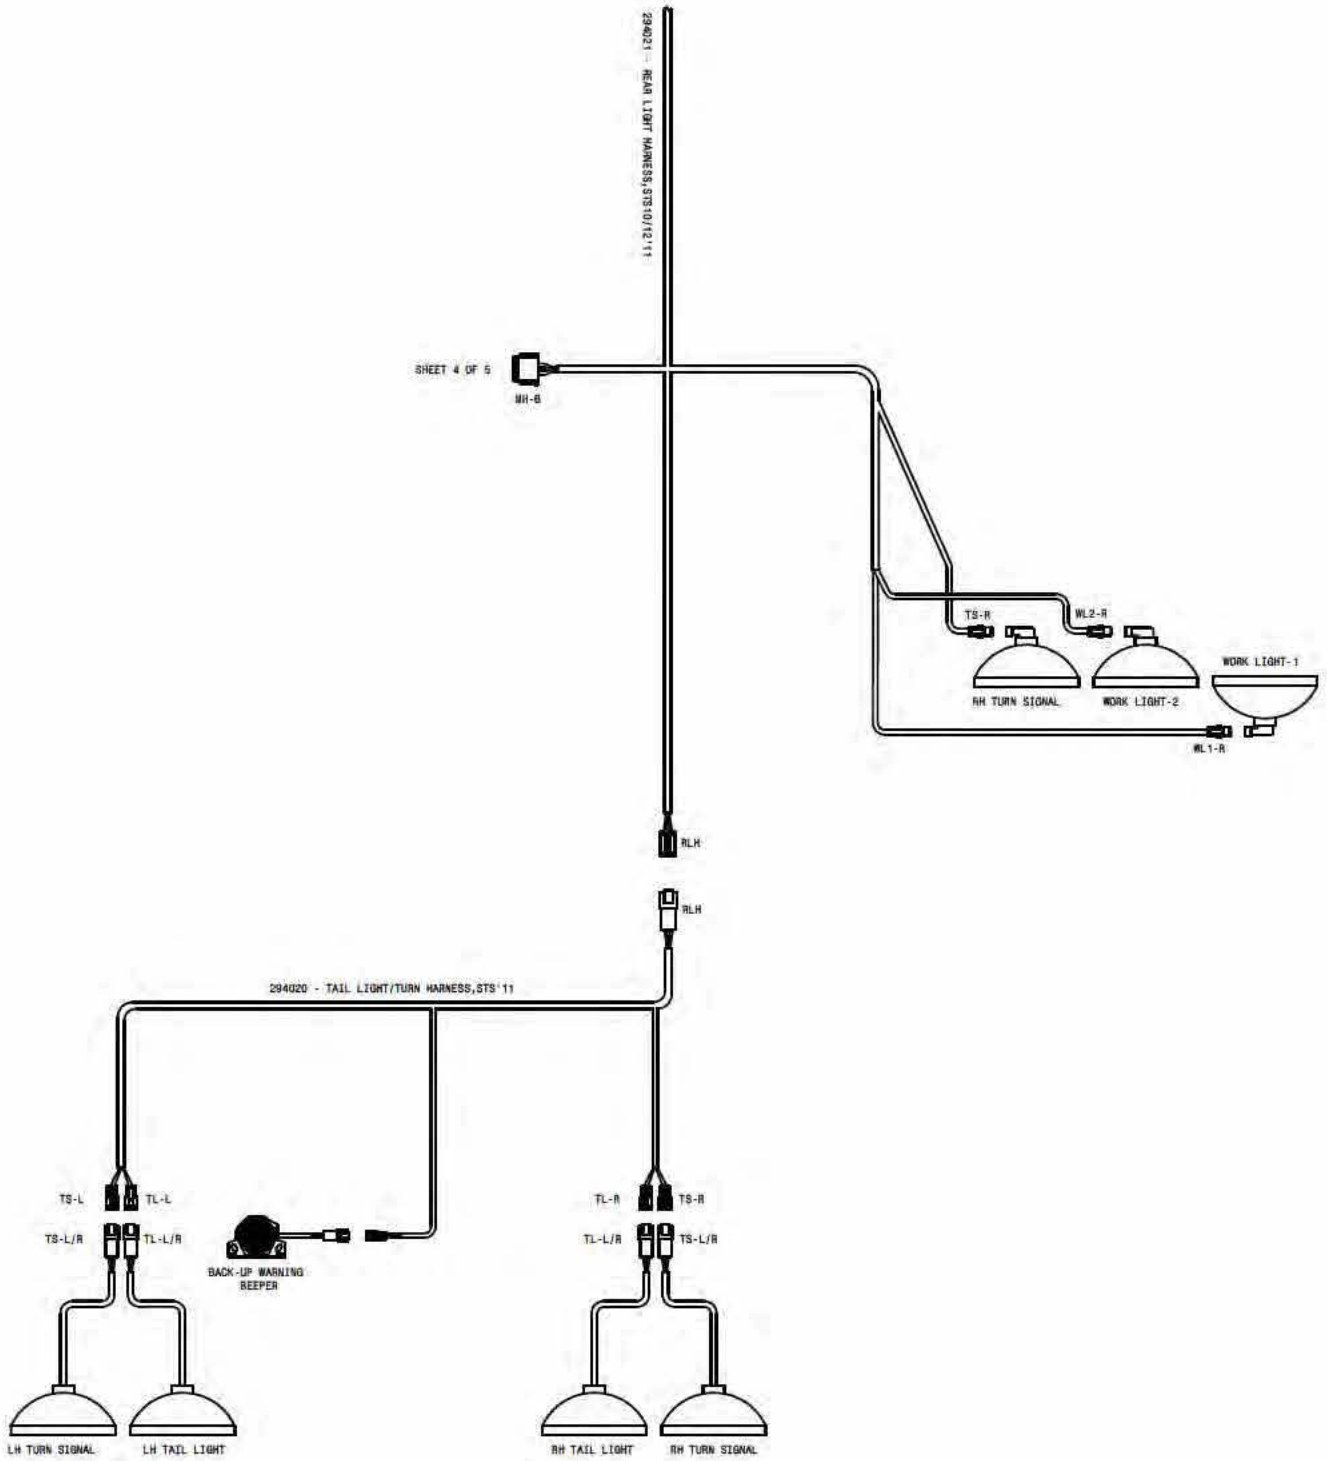 294021 - REAR LIGHT HARNESS,STS10/12'11
SHEET 4 OF 5
MH-6
TS-R
WL2-R
WORK LIGHT-1
RH TURN SIGNAL
WORK LIGHT-2
WL1-R
RLH
RLH
294020 - TAIL LIGHT/TURN HARNESS,STS'11
TS-L
TL-L
TL-R
TS-R
TS-L/R
TL-L/R
TL-L/R
TS-L/R
BACK-UP WARNING
BEEPER
LH TURN SIGNAL
LH TAIL LIGHT
RH TAIL LIGHT
RH TURN SIGNAL